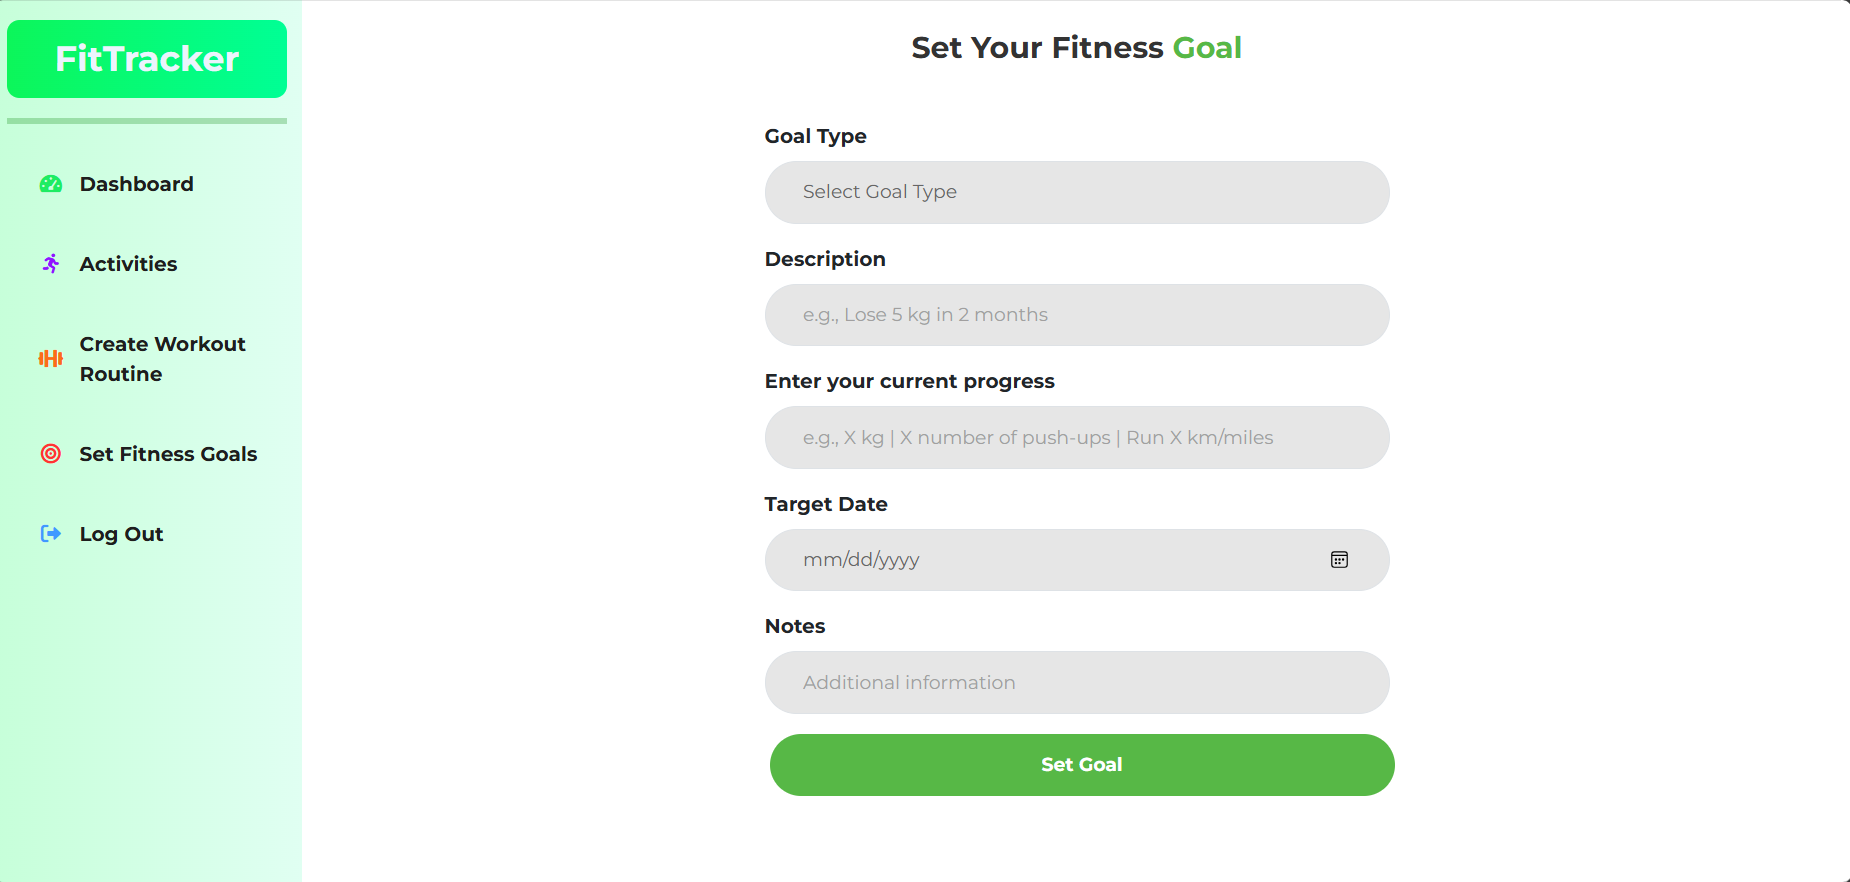 FitTracker
Dashboard
Activities
Create Workout
Routine
Set Fitness Goals
Log Out
Set Your Fitness Goal
Goal Type
Select Goal Type
Description
e.g., Lose 5 kg in 2 months
Enter your current progress
e.g., X kg | X number of push-ups | Run X km/miles
Target Date
mm/dd/yyyy
Notes
Additional information
Set Goal